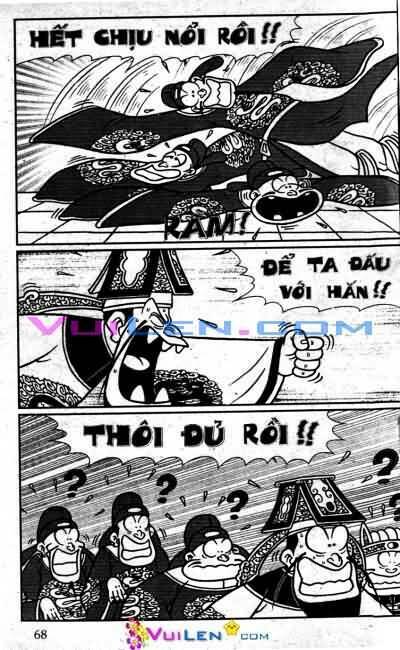 HẾT CHỊU NỔI RỒI!!
RẦM!
ĐỂ TA ĐẤU
VỚI HẮN!!
VUILEN.COM
THÔI ĐỦ RỒI!!
?
?
?
?
68
VUILEN.COM